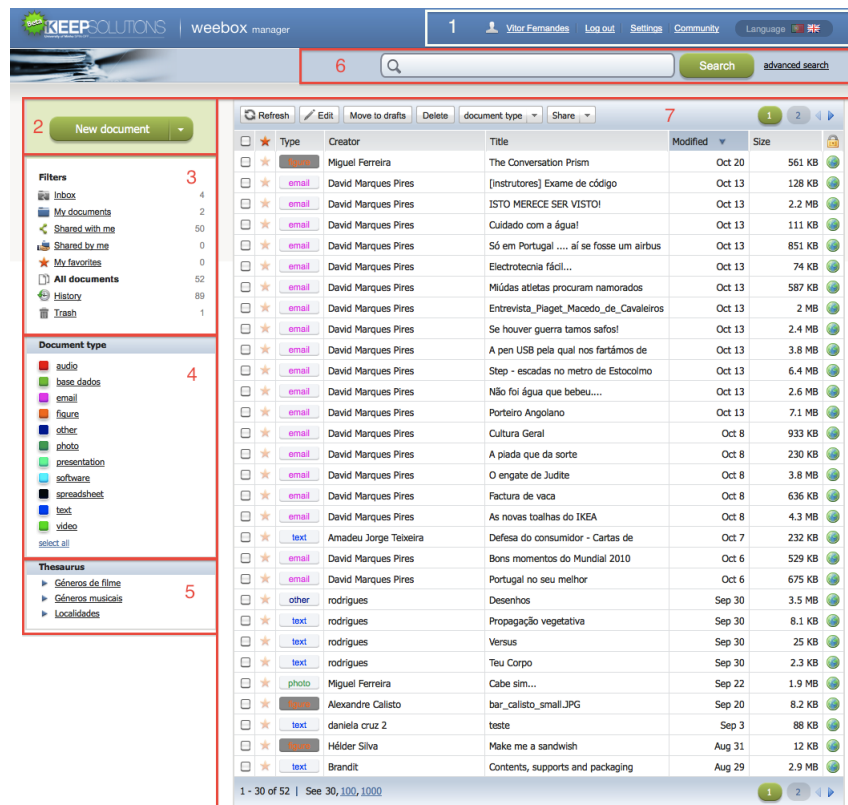 Beta KEEPSOLUTIONS weebox manager 1 Vitor Fernandes Log out Settings Community Language
6 Search advanced search
2 New document
Refresh Edit Move to drafts Delete document type Share 7 1 2
Type Creator Title Modified Size
figure Miguel Ferreira The Conversation Prism Oct 20 561 KB
email David Marques Pires [instrutores] Exame de código Oct 13 128 KB
email David Marques Pires ISTO MERECE SER VISTO! Oct 13 2.2 MB
email David Marques Pires Cuidado com a água! Oct 13 111 KB
email David Marques Pires Só em Portugal .... aí se fosse um airbus Oct 13 851 KB
email David Marques Pires Electrotecnia fácil... Oct 13 74 KB
email David Marques Pires Miúdas atletas procuram namorados Oct 13 587 KB
email David Marques Pires Entrevista_Piaget_Macedo_de_Cavaleiros Oct 13 2 MB
email David Marques Pires Se houver guerra tamos safos! Oct 13 2.4 MB
email David Marques Pires A pen USB pela qual nos fartámos de Oct 13 3.8 MB
email David Marques Pires Step - escadas no metro de Estocolmo Oct 13 6.4 MB
email David Marques Pires Não foi água que bebeu.... Oct 13 2.6 MB
email David Marques Pires Porteiro Angolano Oct 13 7.1 MB
email David Marques Pires Cultura Geral Oct 8 933 KB
email David Marques Pires A piada que da sorte Oct 8 230 KB
email David Marques Pires O engate de Judite Oct 8 3.8 MB
email David Marques Pires Factura de vaca Oct 8 636 KB
email David Marques Pires As novas toalhas do IKEA Oct 8 4.3 MB
text Amadeu Jorge Teixeira Defesa do consumidor - Cartas de Oct 7 232 KB
email David Marques Pires Bons momentos do Mundial 2010 Oct 6 529 KB
email David Marques Pires Portugal no seu melhor Oct 6 675 KB
other rodrigues Desenhos Sep 30 3.5 MB
text rodrigues Propagação vegetativa Sep 30 8.1 KB
text rodrigues Versus Sep 30 25 KB
text rodrigues Teu Corpo Sep 30 2.3 KB
photo Miguel Ferreira Cabe sim... Sep 22 1.9 MB
figure Alexandre Calisto bar_calisto_small.JPG Sep 20 8.2 KB
text daniela cruz 2 teste Sep 3 88 KB
figure Hélder Silva Make me a sandwish Aug 31 12 KB
text Brandit Contents, supports and packaging Aug 29 2.9 MB
1 - 30 of 52 | See 30, 100, 1000 1 2
Filters 3
Inbox 4
My documents 2
Shared with me 50
Shared by me 0
My favorites 0
All documents 52
History 89
Trash 1
Document type
4
audio
base dados
email
figure
other
photo
presentation
software
spreadsheet
text
video
select all
Thesaurus
5
Géneros de filme
Géneros musicais
Localidades